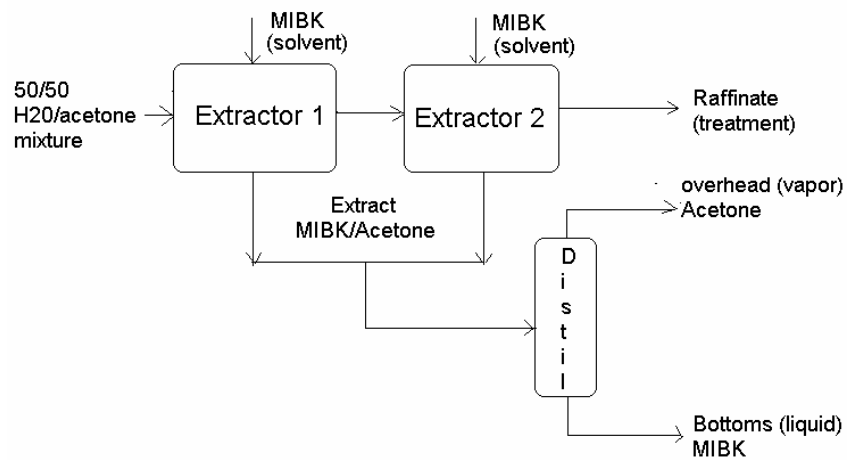 MIBK
(solvent)
MIBK
(solvent)
50/50
H20/acetone
mixture
Extractor 1
Extractor 2
Raffinate
(treatment)
Extract
MIBK/Acetone
overhead (vapor)
Acetone
D
i
s
t
i
l
Bottoms (liquid)
MIBK